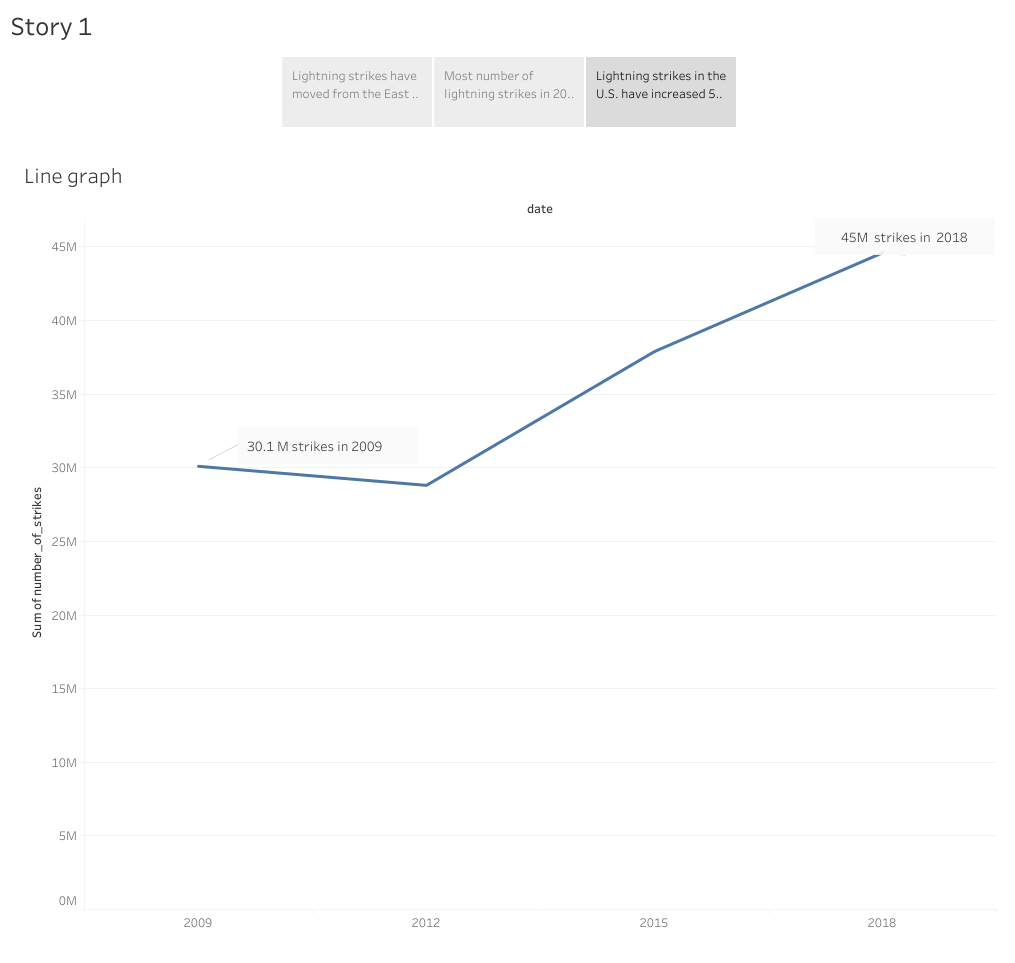 Story 1
Lightning strikes have
moved from the East ..
Most number of
lightning strikes in 20..
Lightning strikes in the
U.S. have increased 5..
Line graph
date
45M  strikes in  2018
45M
40M
35M
30.1 M strikes in 2009
30M
Sum of number_of_strikes
25M
20M
15M
10M
5M
0M
2009
2012
2015
2018